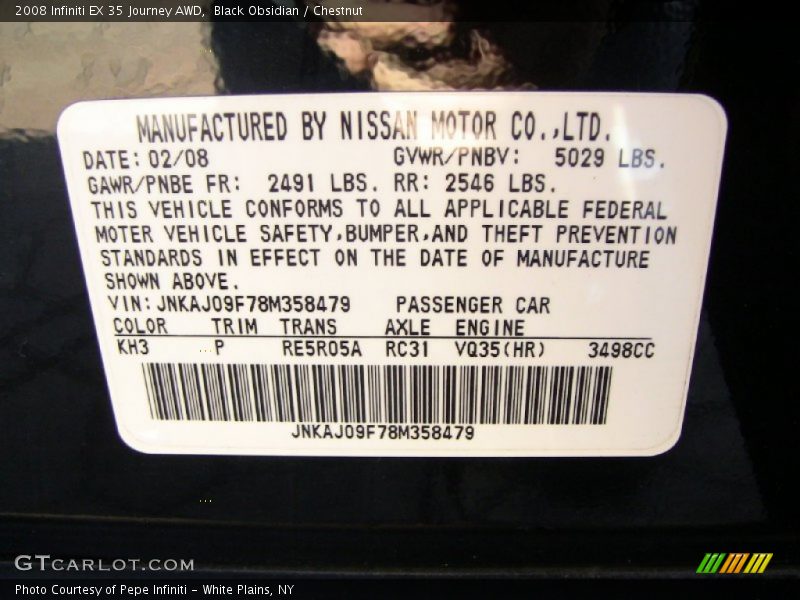 2008 Infiniti EX 35 Journey AWD, Black Obsidian / Chestnut
MANUFACTURED BY NISSAN MOTOR CO.,LTD.
DATE: 02/08 GVWR/PNBV: 5029 LBS.
GAWR/PNBE FR: 2491 LBS. RR: 2546 LBS.
THIS VEHICLE CONFORMS TO ALL APPLICABLE FEDERAL
MOTER VEHICLE SAFETY,BUMPER,AND THEFT PREVENTION
STANDARDS IN EFFECT ON THE DATE OF MANUFACTURE
SHOWN ABOVE.
VIN: JNKAJ09F78M358479 PASSENGER CAR
COLOR TRIM TRANS AXLE ENGINE
KH3 P RE5R05A RC31 VQ35(HR) 3498CC
JNKAJ09F78M358479
GTCARLOT.COM
Photo Courtesy of Pepe Infiniti - White Plains, NY